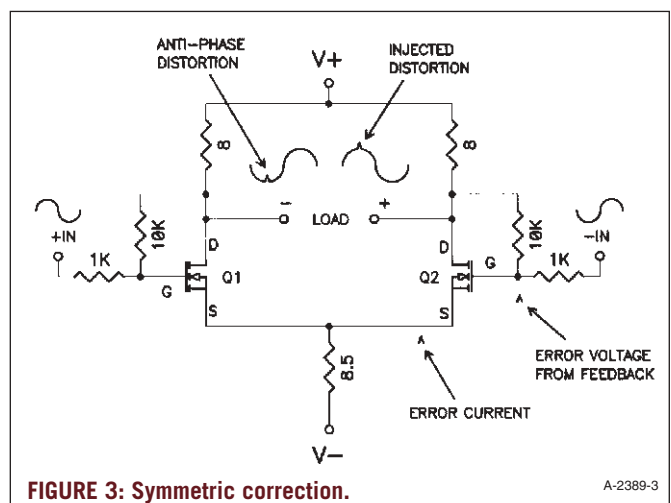 ANTI-PHASE
DISTORTION
V+
INJECTED
DISTORTION
8
8
-
LOAD
+
+IN
10K
1K
G
D
Q1
S
D
Q2
G
S
10K
-IN
1K
8.5
V-
ERROR VOLTAGE
FROM FEEDBACK
ERROR CURRENT
FIGURE 3: Symmetric correction.
A-2389-3